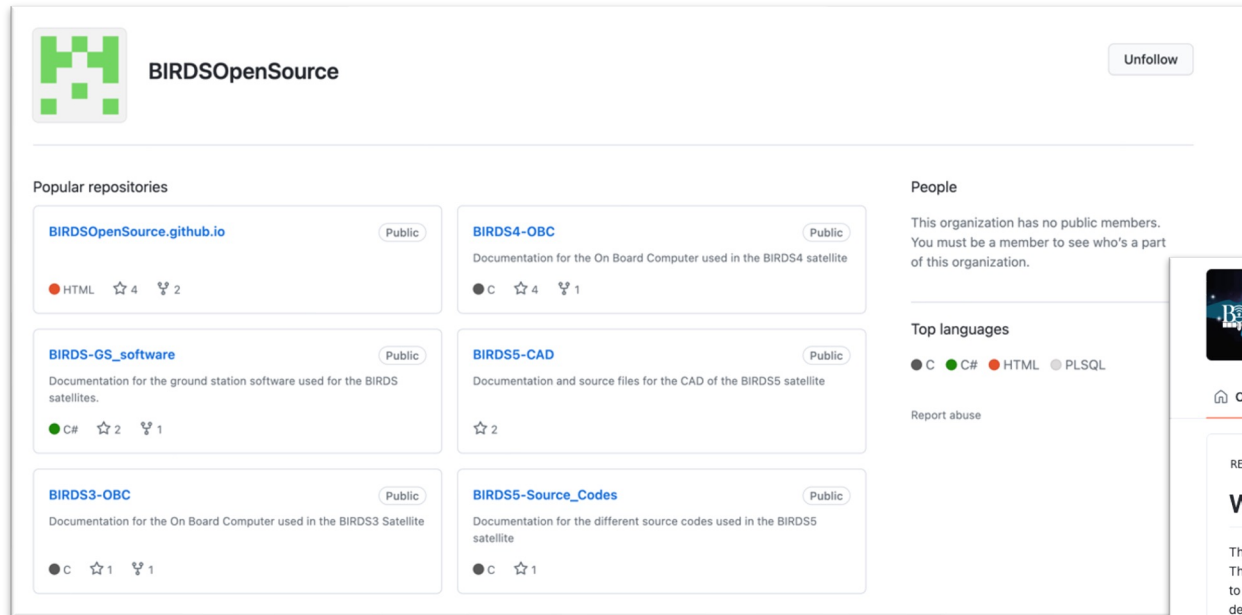 BIRDSOpenSource
Unfollow
Popular repositories
BIRDSOpenSource.github.io
Public
HTML 4 2
BIRDS4-OBC
Public
Documentation for the On Board Computer used in the BIRDS4 satellite
C 4 1
BIRDS-GS_software
Public
Documentation for the ground station software used for the BIRDS
satellites.
C# 2 1
BIRDS5-CAD
Public
Documentation and source files for the CAD of the BIRDS5 satellite
2
BIRDS3-OBC
Public
Documentation for the On Board Computer used in the BIRDS3 Satellite
C 1 1
BIRDS5-Source_Codes
Public
Documentation for the different source codes used in the BIRDS5
satellite
C 1
People
This organization has no public members.
You must be a member to see who's a part
of this organization.
Top languages
C C# HTML PLSQL
Report abuse
to